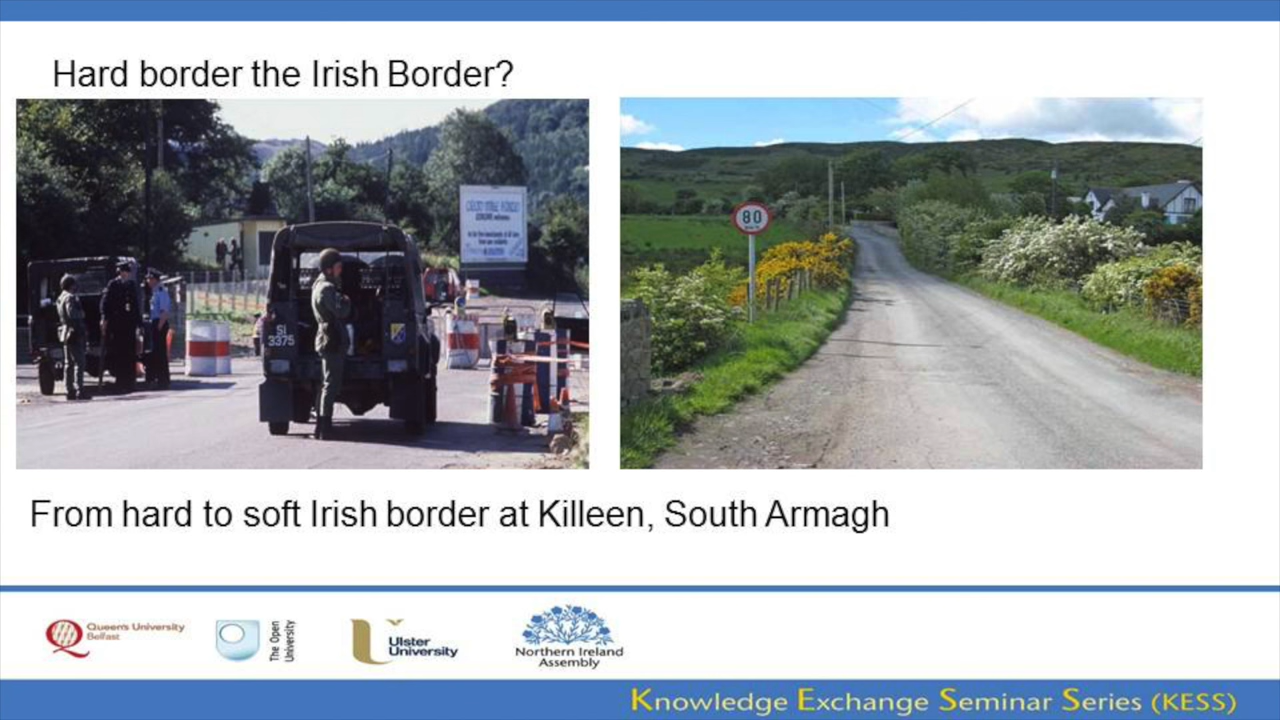 Hard border the Irish Border?
SI
3375
80
km/h
From hard to soft Irish border at Killeen, South Armagh
Queen's University
Belfast
The Open
University
Ulster
University
Northern Ireland
Assembly
Knowledge Exchange Seminar Series (KESS)